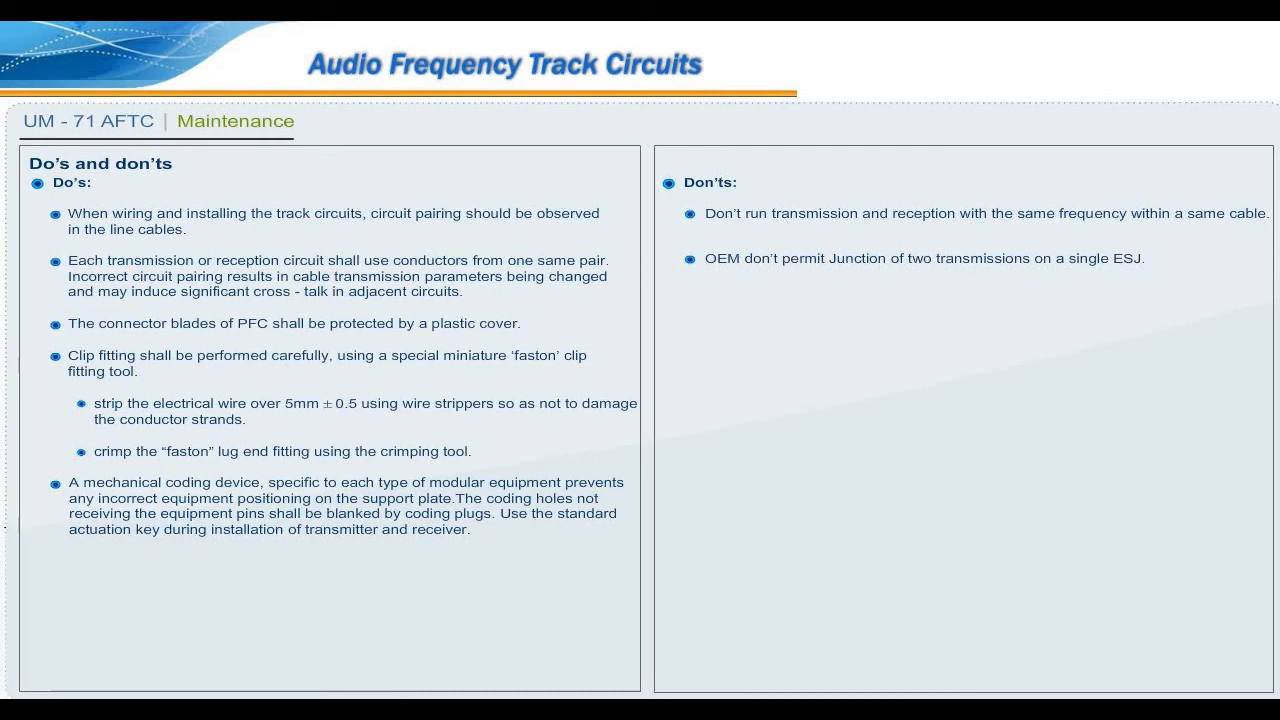 Audio Frequency Track Circuits
UM - 71 AFTC | Maintenance
Do's and don'ts
Do's:
When wiring and installing the track circuits, circuit pairing should be observed
in the line cables.
Each transmission or reception circuit shall use conductors from one same pair.
Incorrect circuit pairing results in cable transmission parameters being changed
and may induce significant cross - talk in adjacent circuits.
The connector blades of PFC shall be protected by a plastic cover.
Clip fitting shall be performed carefully, using a special miniature ‘faston’ clip
fitting tool.
strip the electrical wire over 5mm ± 0.5 using wire strippers so as not to damage
the conductor strands.
crimp the “faston” lug end fitting using the crimping tool.
A mechanical coding device, specific to each type of modular equipment prevents
any incorrect equipment positioning on the support plate.The coding holes not
receiving the equipment pins shall be blanked by coding plugs. Use the standard
actuation key during installation of transmitter and receiver.
Don'ts:
Don't run transmission and reception with the same frequency within a same cable.
OEM don't permit Junction of two transmissions on a single ESJ.